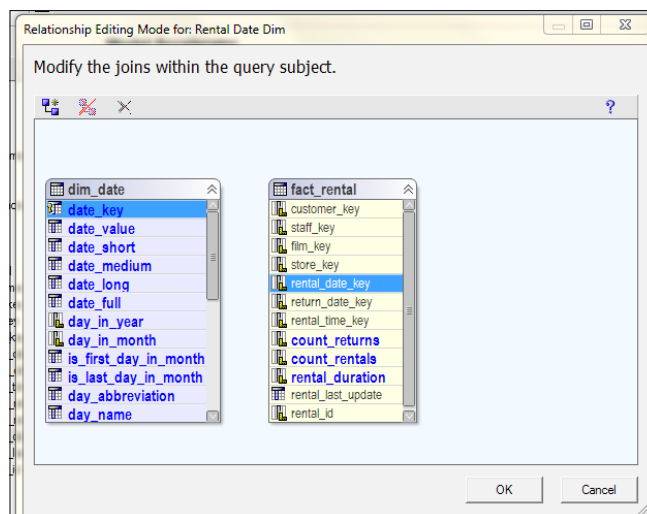 Relationship Editing Mode for: Rental Date Dim
Modify the joins within the query subject.
?
dim_date
date_key
date_value
date_short
date_medium
date_long
date_full
day_in_year
day_in_month
is_first_day_in_month
is_last_day_in_month
day_abbreviation
day_name
fact_rental
customer_key
staff_key
film_key
store_key
rental_date_key
return_date_key
rental_time_key
count_returns
count_rentals
rental_duration
rental_last_update
rental_id
OK
Cancel